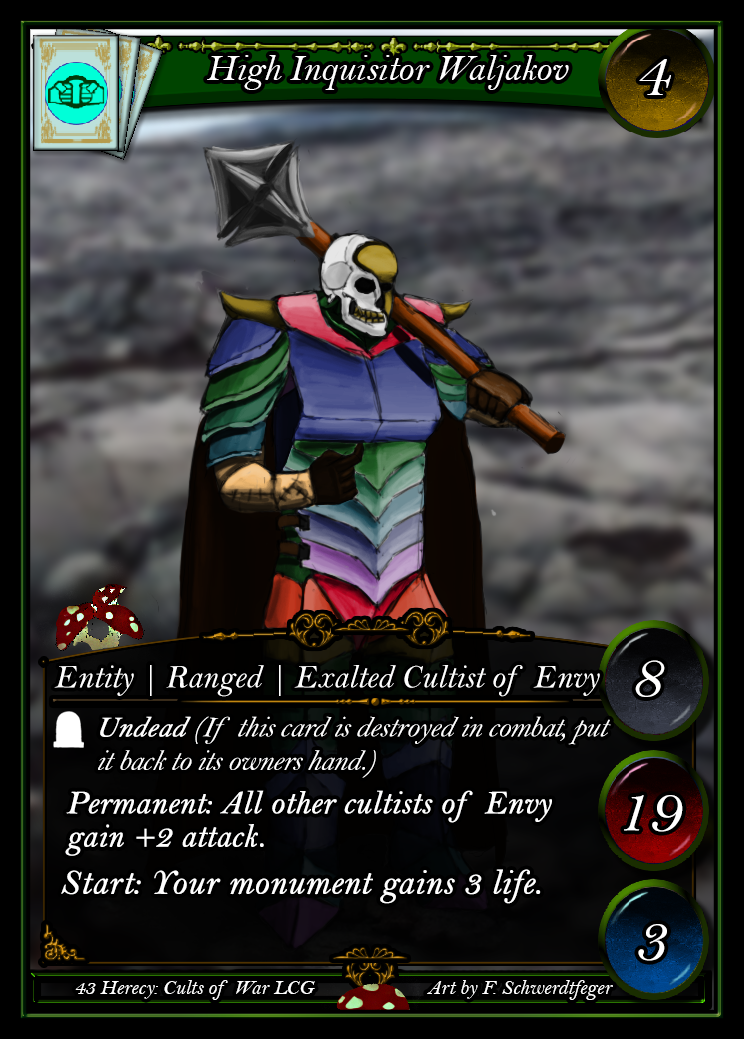 High Inquisitor Waljakov
4
Entity | Ranged | Exalted Cultist of Envy
8
Undead (If this card is destroyed in combat, put
it back to its owners hand.)
Permanent: All other cultists of Envy
gain +2 attack.
19
Start: Your monument gains 3 life.
3
43 Herecy: Cults of War LCG
Art by F. Schwerdtfeger